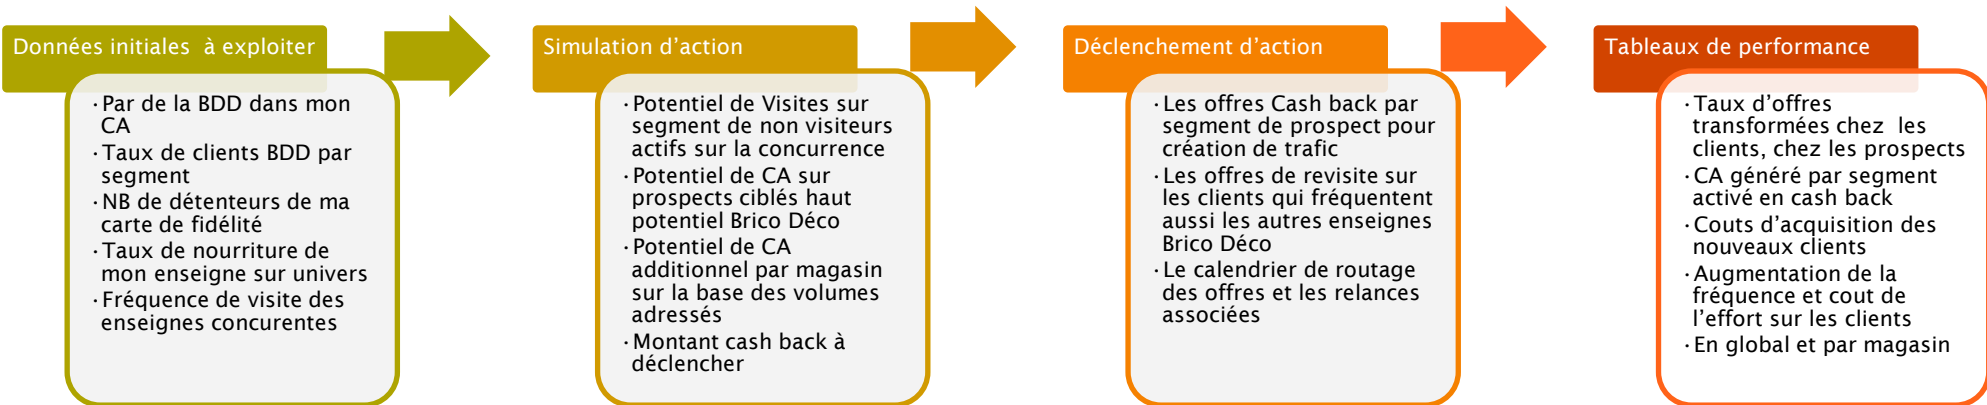 Données initiales à exploiter
·Par de la BDD dans mon
CA
·Taux de clients BDD par
segment
·NB de détenteurs de ma
carte de fidélité
·Taux de nourriture de
mon enseigne sur univers
·Fréquence de visite des
enseignes concurentes
Simulation d’action
·Potentiel de Visites sur
segment de non visiteurs
actifs sur la concurrence
·Potentiel de CA sur
prospects ciblés haut
potentiel Brico Déco
·Potentiel de CA
additionnel par magasin
sur la base des volumes
adressés
·Montant cash back à
déclencher
Déclenchement d’action
·Les offres Cash back par
segment de prospect pour
création de trafic
·Les offres de revisite sur
les clients qui fréquentent
aussi les autres enseignes
Brico Déco
·Le calendrier de routage
des offres et les relances
associées
Tableaux de performance
·Taux d’offres
transformées chez les
clients, chez les prospects
·CA généré par segment
activé en cash back
·Couts d’acquisition des
nouveaux clients
·Augmentation de la
fréquence et cout de
l’effort sur les clients
·En global et par magasin